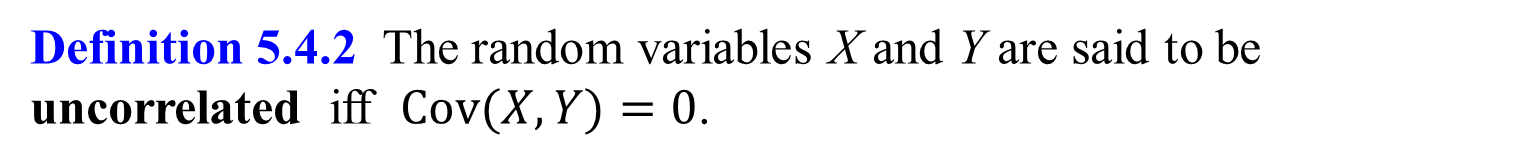 Definition 5.4.2 The random variables X and Y are said to be
uncorrelated iff Cov(X, Y) = 0.